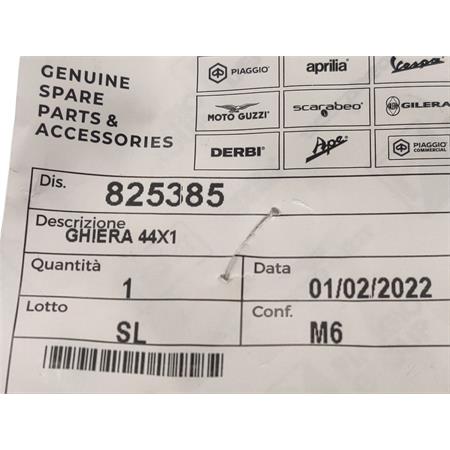 GENUINE
SPARE
PARTS &
ACCESSORIES
PIAGGIO
aprilia
Vespa
MOTO GUZZI
scarabeo
GILERA
DERBI
Ape
PIAGGIO
COMMERCIAL
Dis. 825385
Descrizione
GHIERA 44X1
Quantità
1
Data
01/02/2022
Lotto
SL
Conf. M6